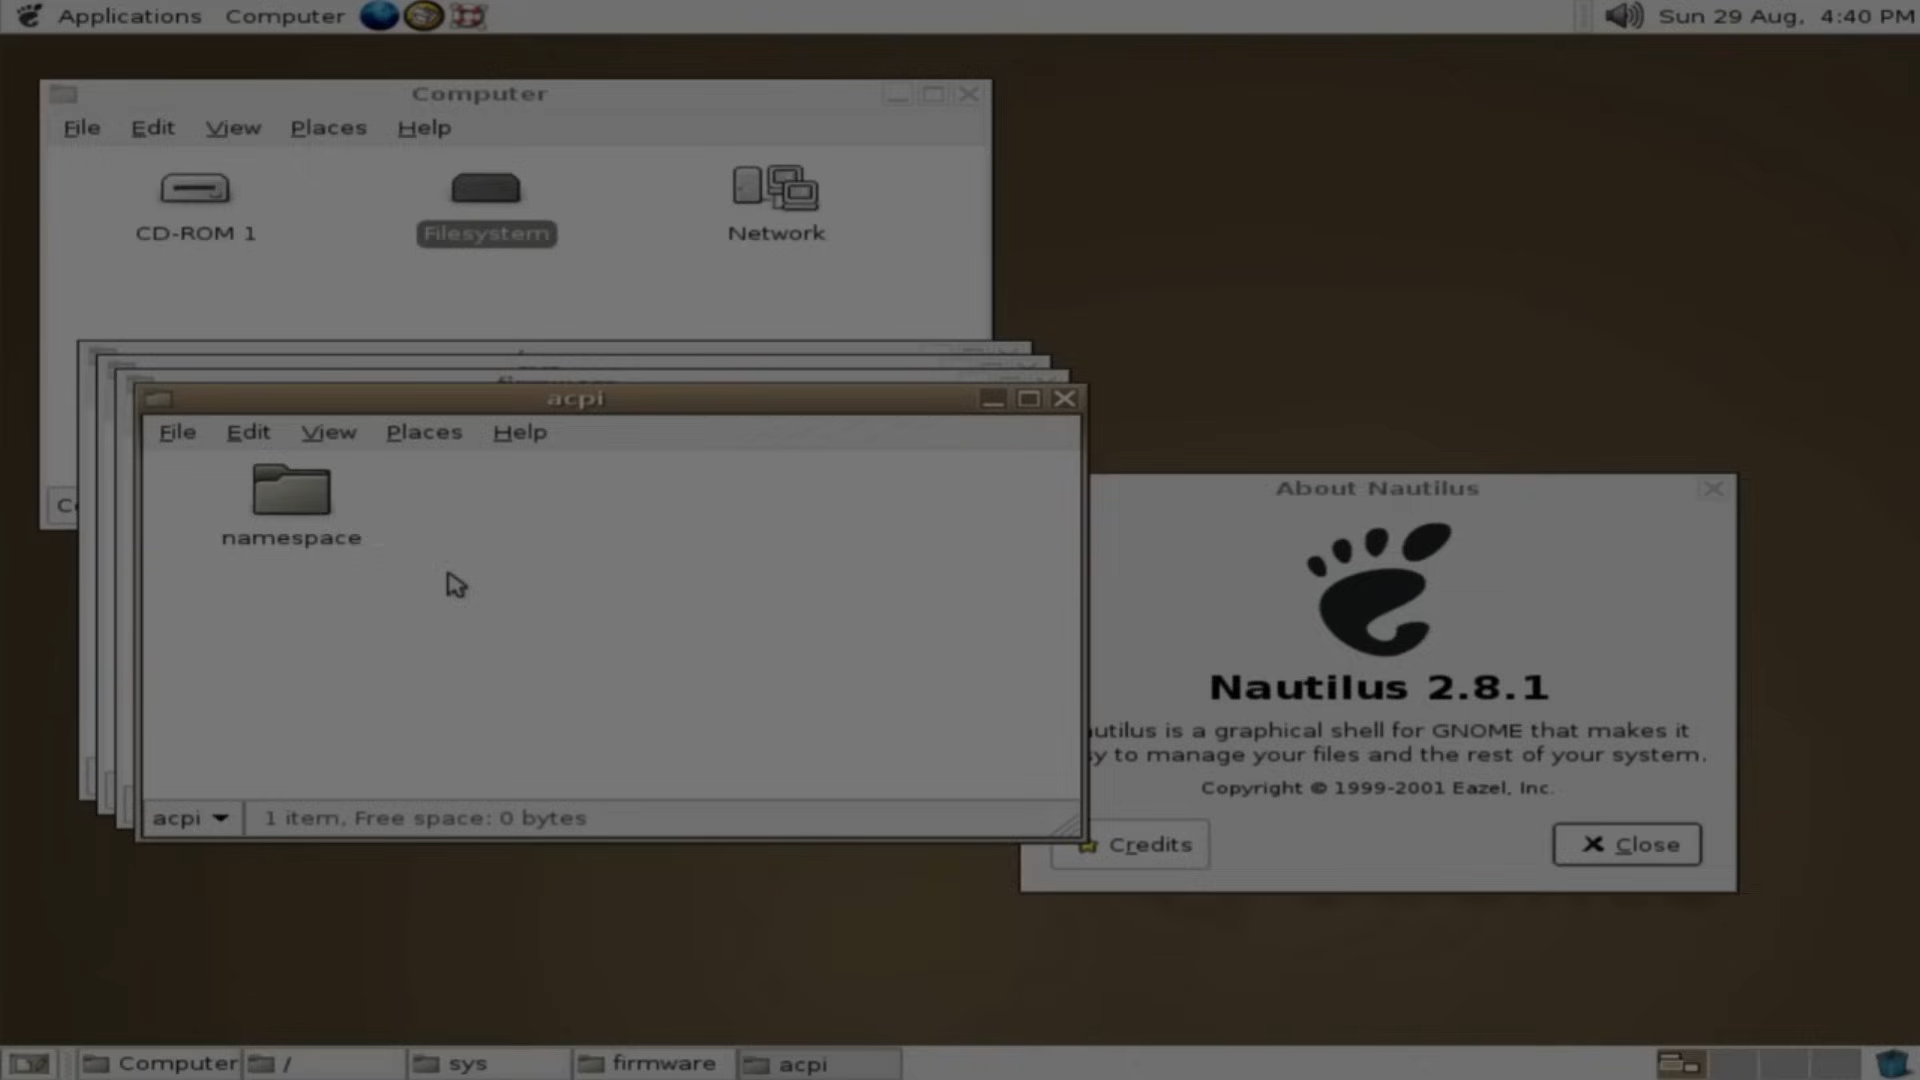 Applications Computer Sun 29 Aug, 4:40 PM
Computer
File Edit View Places Help
CD-ROM 1 Filesystem Network
acpi
File Edit View Places Help
namespace
acpi 1 item, Free space: 0 bytes
About Nautilus
Nautilus 2.8.1
utilus is a graphical shell for GNOME that makes it
sy to manage your files and the rest of your system.
Copyright © 1999-2001 Eazel, Inc.
Credits Close
Computer / sys firmware acpi